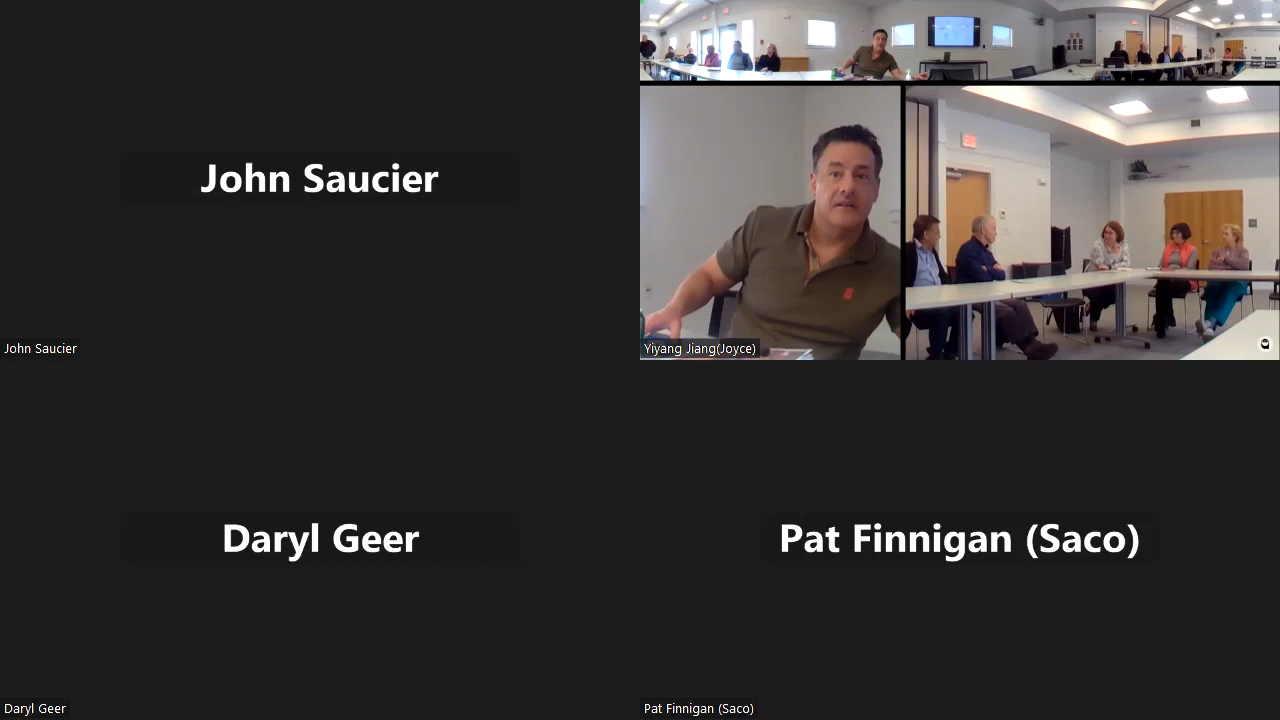 John Saucier
John Saucier
Yiyang Jiang(Joyce)
Daryl Geer
Pat Finnigan (Saco)
Daryl Geer
Pat Finnigan (Saco)